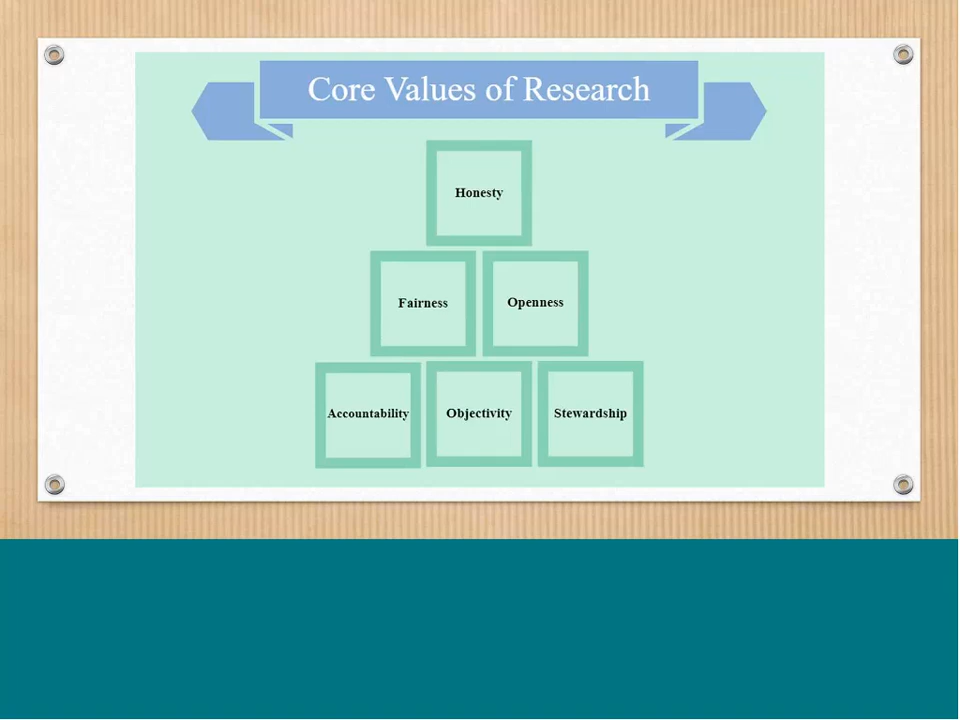 Core Values of Research
Honesty
Fairness
Openness
Accountability
Objectivity
Stewardship